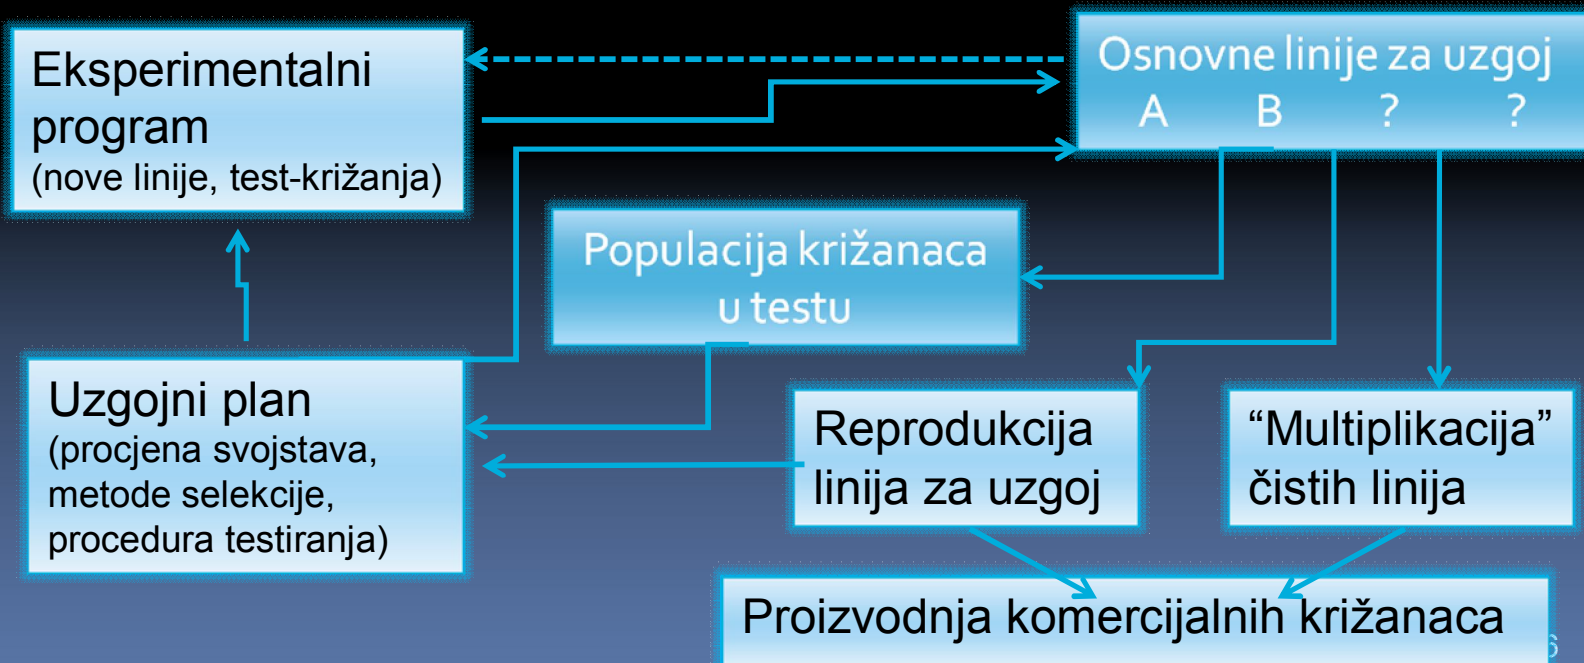 Eksperimentalni
program
(nove linije, test-križanja)
Osnovne linije za uzgoj
A B ? ?
Populacija križanaca
u testu
Uzgojni plan
(procjena svojstava,
metode selekcije,
procedura testiranja)
Reprodukcija
linija za uzgoj
“Multiplikacija”
čistih linija
Proizvodnja komercijalnih križanaca
6